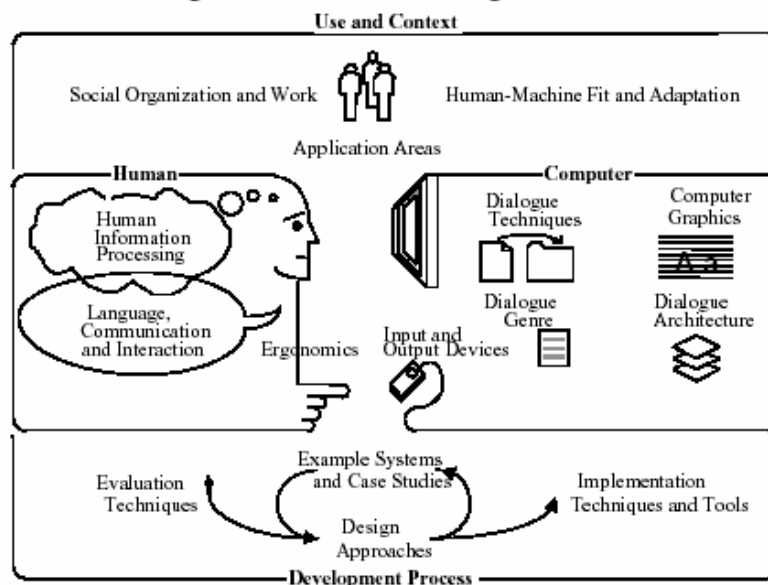 Use and Context
Social Organization and Work
Human-Machine Fit and Adaptation
Application Areas
Human
Computer
Human
Information
Processing
Language,
Communication
and Interaction
Ergonomics
Dialogue
Techniques
Computer
Graphics
A a
Dialogue
Genre
Dialogue
Architecture
Input and
Output Devices
Example Systems
and Case Studies
Evaluation
Techniques
Implementation
Techniques and Tools
Design
Approaches
Development Process